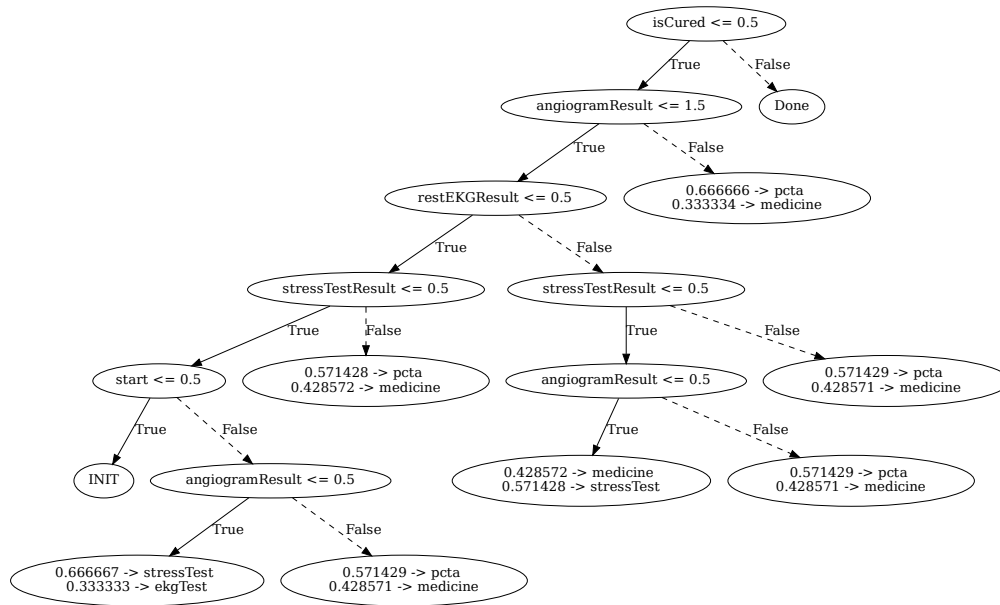 isCured <= 0.5
True
False
angiogramResult <= 1.5
Done
True
False
restEKGResult <= 0.5
0.666666 -> pcta
0.333334 -> medicine
True
False
stressTestResult <= 0.5
stressTestResult <= 0.5
True
False
True
False
start <= 0.5
0.571428 -> pcta
0.428572 -> medicine
angiogramResult <= 0.5
0.571429 -> pcta
0.428571 -> medicine
True
False
True
False
INIT
angiogramResult <= 0.5
0.428572 -> medicine
0.571428 -> stressTest
0.571429 -> pcta
0.428571 -> medicine
True
False
0.666667 -> stressTest
0.333333 -> ekgTest
0.571429 -> pcta
0.428571 -> medicine